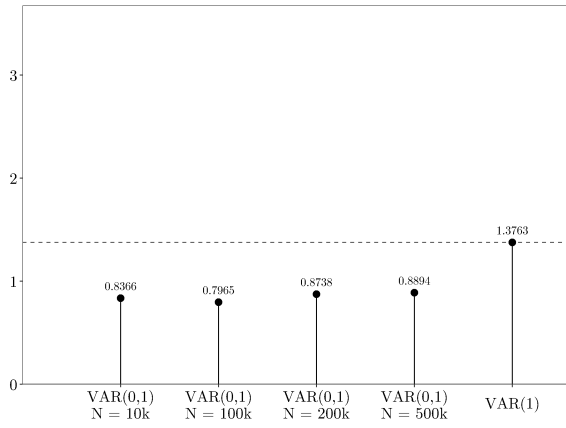 3
2
1
0
0.8366
0.7965
0.8738
0.8894
1.3763
VAR(0,1)
N = 10k
VAR(0,1)
N = 100k
VAR(0,1)
N = 200k
VAR(0,1)
N = 500k
VAR(1)